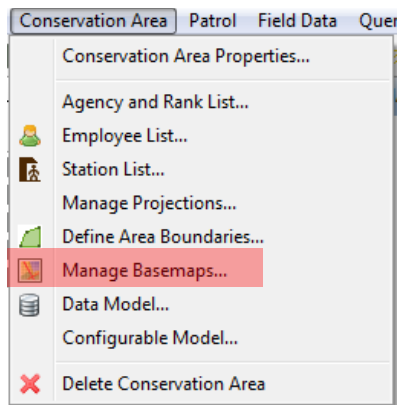 Conservation Area Patrol Field Data Quer
Conservation Area Properties...
Agency and Rank List...
Employee List...
Station List...
Manage Projections...
Define Area Boundaries...
Manage Basemaps...
Data Model...
Configurable Model...
Delete Conservation Area